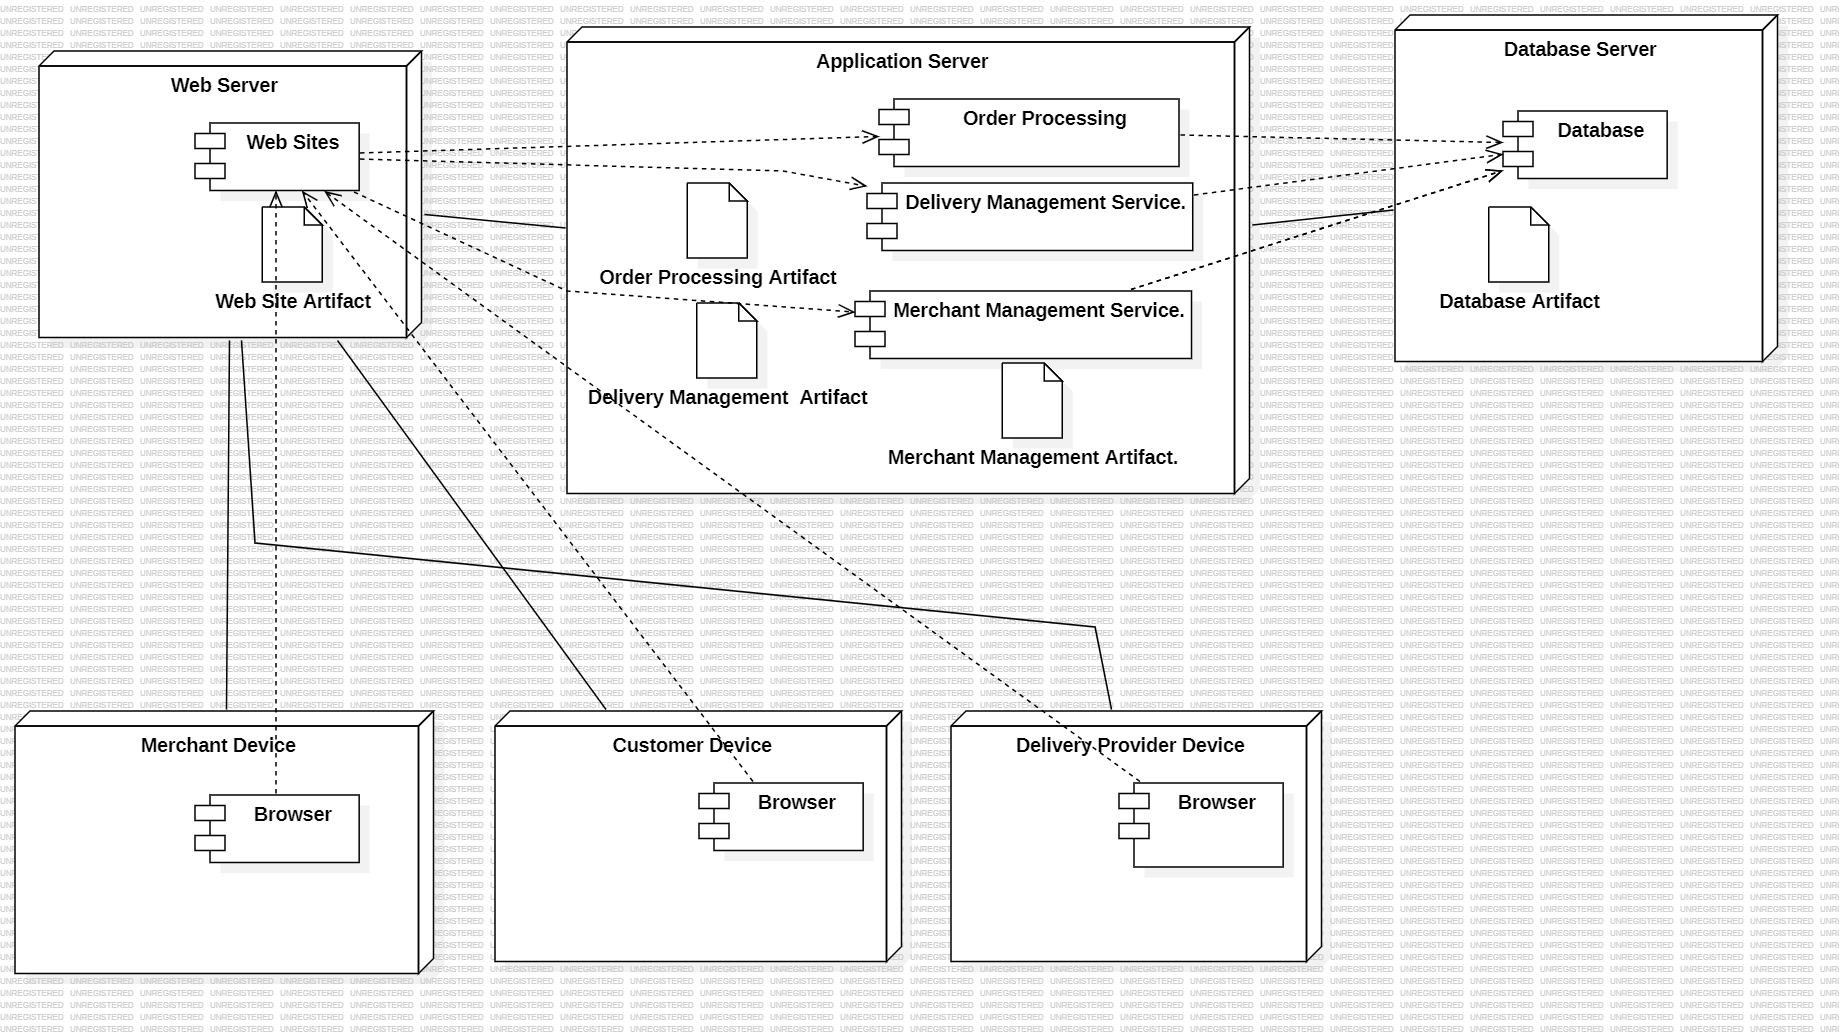 Web Server
Web Sites
Web Site Artifact
Application Server
Order Processing
Delivery Management Service.
Order Processing Artifact
Merchant Management Service.
Delivery Management  Artifact
Merchant Management Artifact.
Database Server
Database
Database Artifact
Merchant Device
Browser
Customer Device
Browser
Delivery Provider Device
Browser
UNREGISTERED